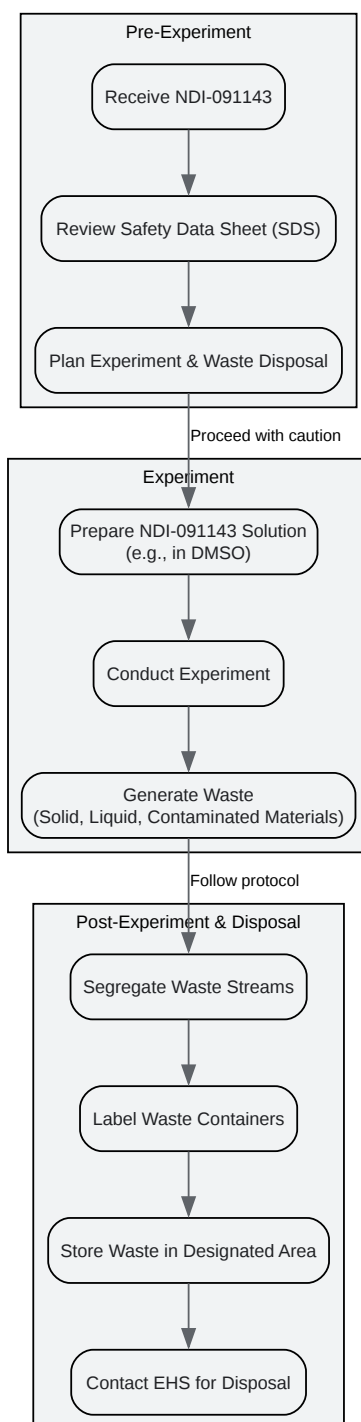 Pre-Experiment
Receive NDI-091143
Review Safety Data Sheet (SDS)
Plan Experiment & Waste Disposal
Proceed with caution
Experiment
Prepare NDI-091143 Solution
(e.g., in DMSO)
Conduct Experiment
Generate Waste
(Solid, Liquid, Contaminated Materials)
Follow protocol
Post-Experiment & Disposal
Segregate Waste Streams
Label Waste Containers
Store Waste in Designated Area
Contact EHS for Disposal